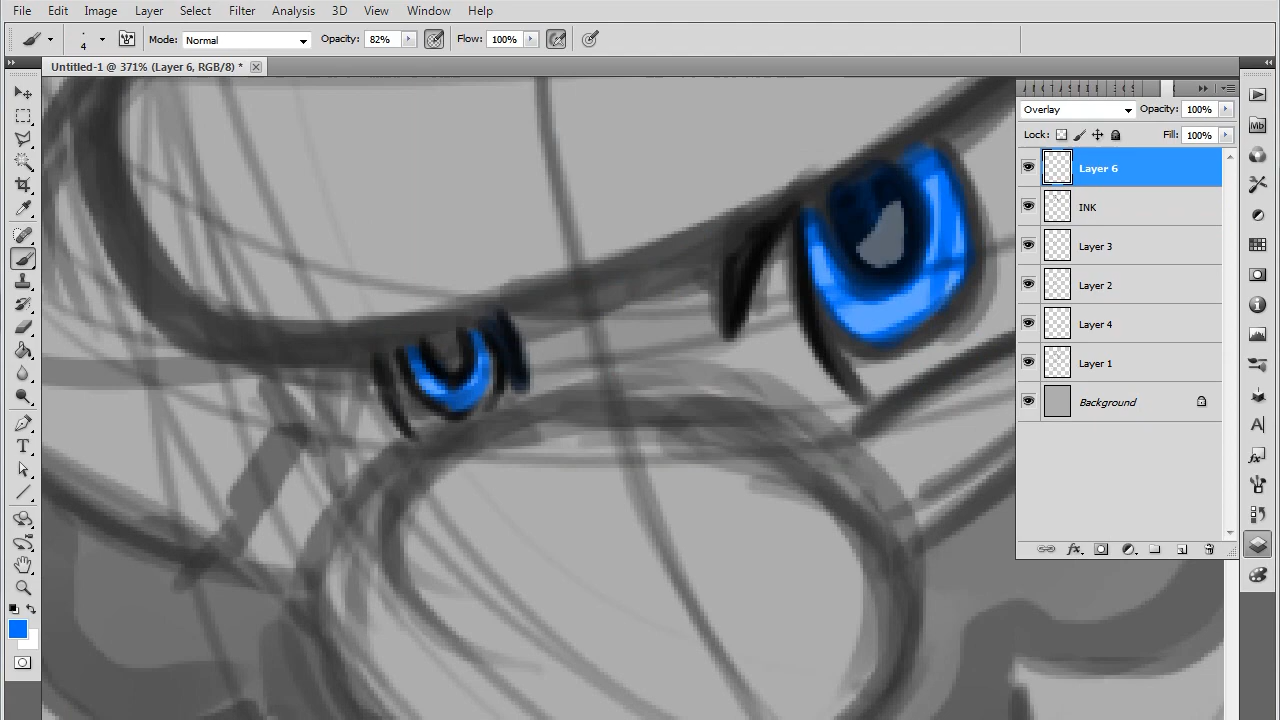 File Edit Image Layer Select Filter Analysis 3D View Window Help
4 Mode: Normal Opacity: 82% Flow: 100%
Untitled-1 @ 371% (Layer 6, RGB/8) *
Overlay Opacity: 100%
Lock: Fill: 100%
Layer 6
INK
Layer 3
Layer 2
Layer 4
Layer 1
Background